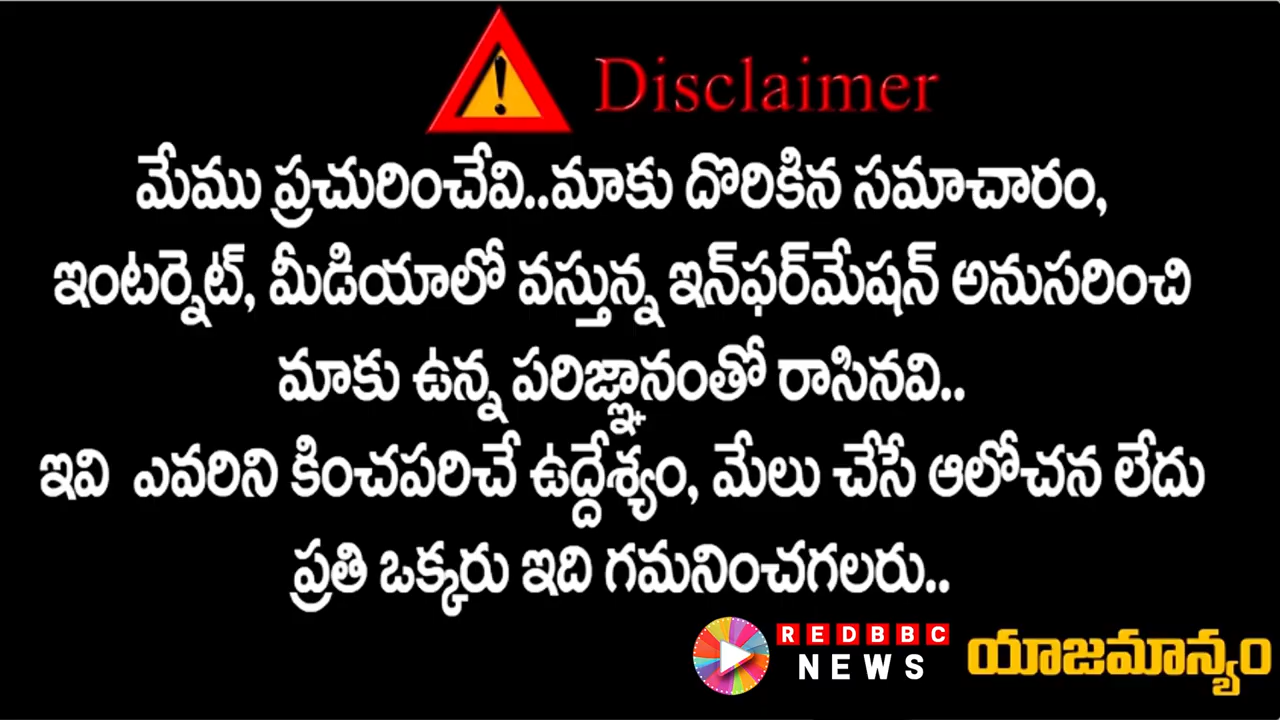 Disclaimer
మేము ప్రచురించేవి..మాకు దొరికిన సమాచారం,
ఇంటర్నెట్, మీడియాలో వస్తున్న ఇన్‌ఫర్‌మేషన్ అనుసరించి
మాకు ఉన్న పరిజ్ఞానంతో రాసినవి..
ఇవి ఎవరిని కించపరిచే ఉద్దేశ్యం, మేలు చేసే ఆలోచన లేదు
ప్రతి ఒక్కరు ఇది గమనించగలరు..
REDBBC
NEWS
యాజమాన్యం